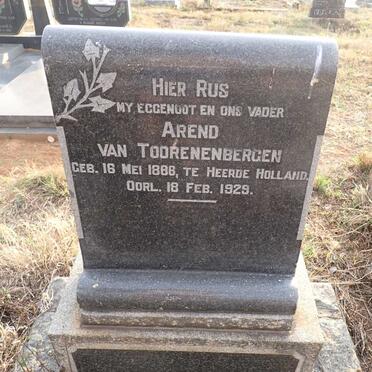 HIER RUS
MY EGGENOOT EN ONS VADER
AREND
VAN TOORENENBERGEN
GEB. 16 MEI 1886, TE HEERDE HOLLAND.
OORL. 18 FEB. 1929.